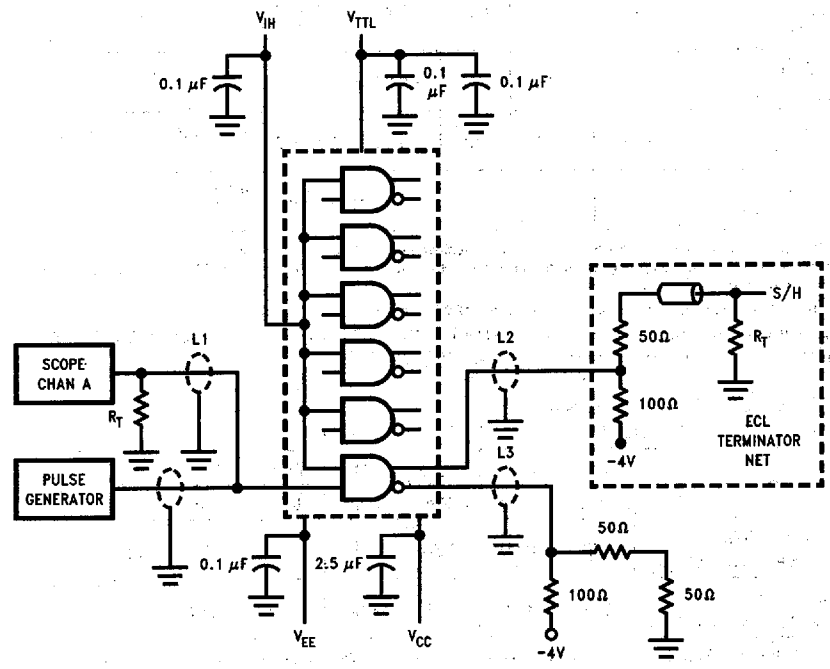 V_IH
V_TTL
0.1 μF
0.1
μF
0.1 μF
L1
L2
S/H
50Ω
R_T
SCOPE
CHAN A
R_T
100Ω
-4V
ECL
TERMINATOR
NET
PULSE
GENERATOR
L3
0.1 μF
2.5 μF
50Ω
100Ω
50Ω
V_EE
V_CC
-4V